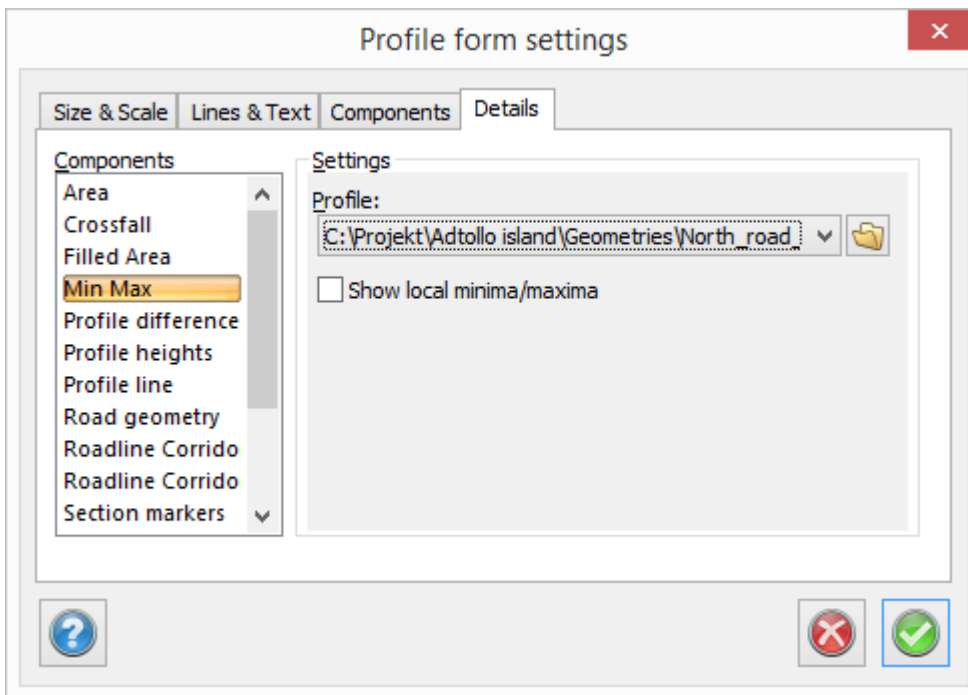 Profile form settings
Size & Scale Lines & Text Components Details
Components
Area
Crossfall
Filled Area
Min Max
Profile difference
Profile heights
Profile line
Road geometry
Roadline Corrido
Roadline Corrido
Section markers
Settings
Profile:
C:\Projekt\Adtollo island\Geometries\North_road_
Show local minima/maxima